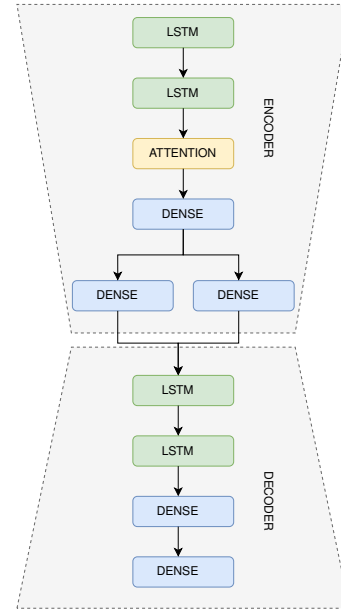 LSTM
LSTM
ENCODER
ATTENTION
DENSE
DENSE DENSE
LSTM
LSTM
DECODER
DENSE
DENSE